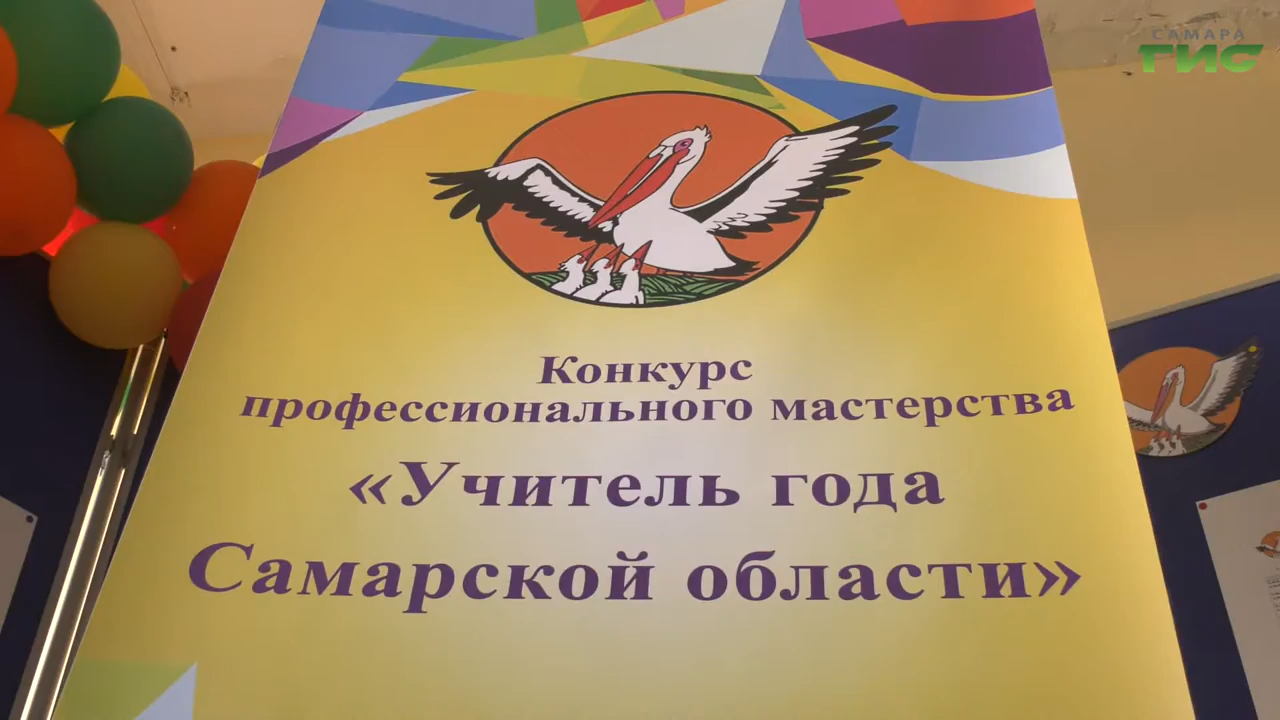 САМАРА
ГИС
Конкурс
профессионального мастерства
«Учитель года
Самарской области»